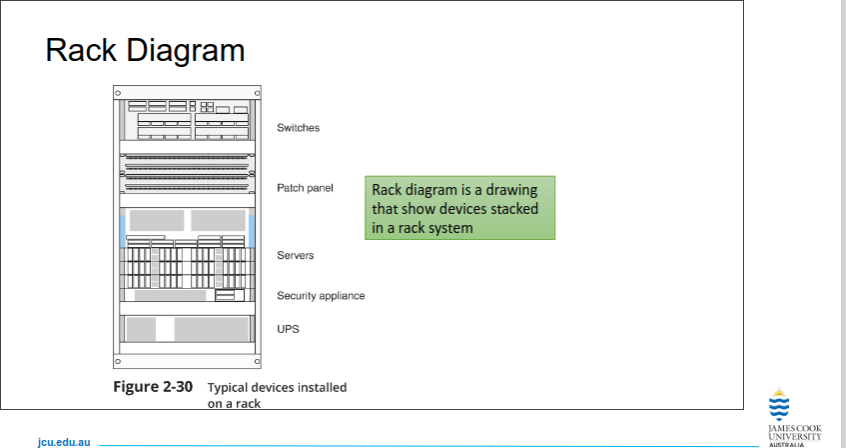 Rack Diagram
Switches
Patch panel
Rack diagram is a drawing
that show devices stacked
in a rack system
Servers
Security appliance
UPS
Figure 2-30 Typical devices installed
on a rack
jcu.edu.au
JAMES COOK
UNIVERSITY
AUSTRALIA